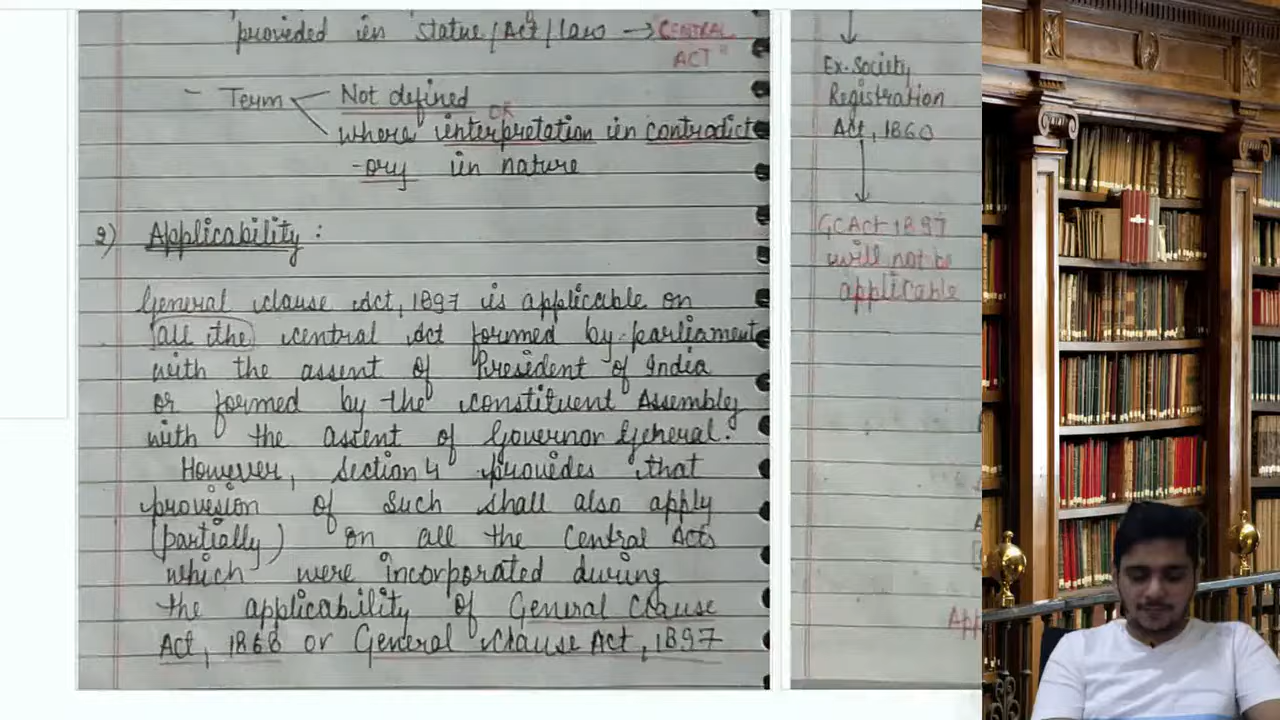 provided in statue/Act/law → CENTRAL
ACT"
- Term Not defined
OR
where interpretation in contradict
-ory in nature
2) Applicability :
General clause Act, 1897 is applicable on
all the central Act formed by parliament
with the assent of President of India
or formed by the constituent Assembly
with the ascent of Governor General.
However, section 4 provides that
provision of such shall also apply
(partially) on all the Central Acts
which were incorporated during
the applicability of General Clause
Act, 1868 or General clause Act, 1897
Ex. Society
Registration
Act, 1860
GC Act 1897
will not be
applicable
App